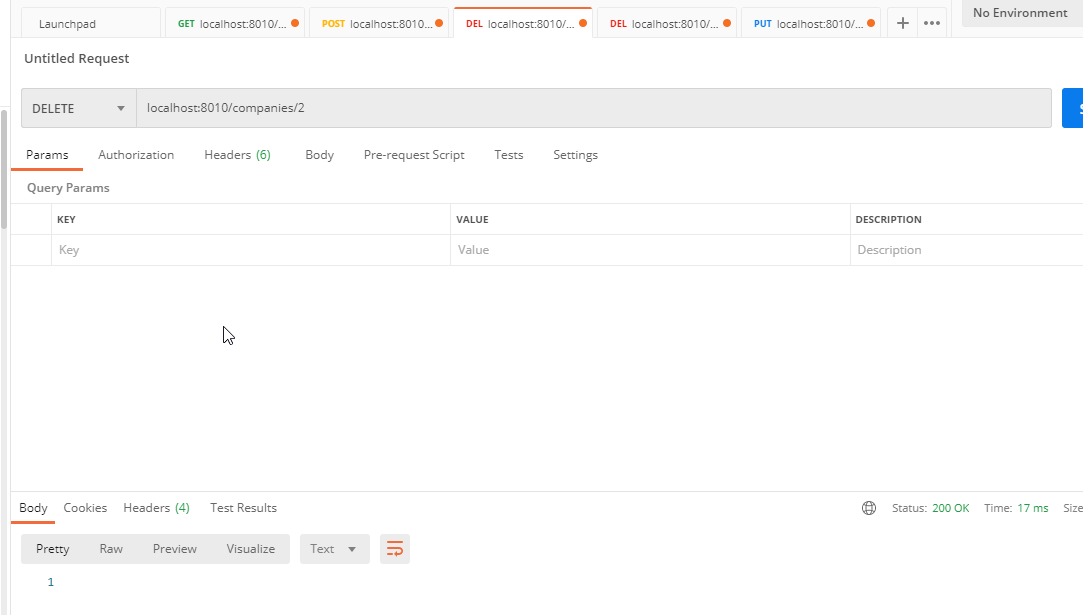 Launchpad GET localhost:8010/... POST localhost:8010... DEL localhost:8010/... DEL localhost:8010/... PUT localhost:8010/... + ••• No Environment
Untitled Request
DELETE localhost:8010/companies/2 S
Params Authorization Headers (6) Body Pre-request Script Tests Settings
Query Params
KEY VALUE DESCRIPTION
Key Value Description
Body Cookies Headers (4) Test Results Status: 200 OK Time: 17 ms Size
Pretty Raw Preview Visualize Text
1